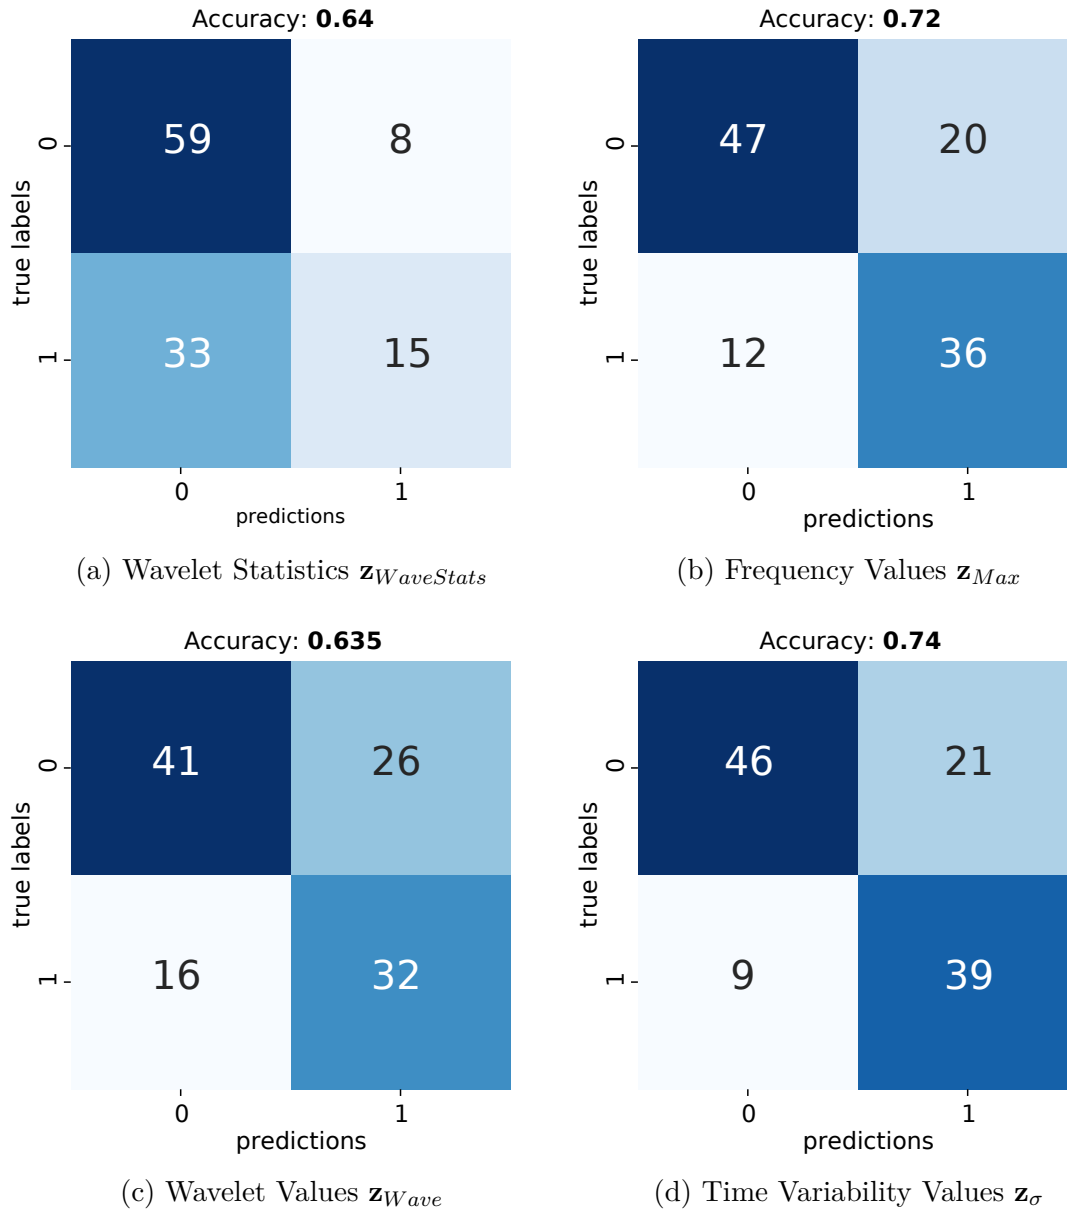 Accuracy: 0.64
0
59
8
true labels
1
33
15
0 1
predictions
(a) Wavelet Statistics z_WaveStats
Accuracy: 0.72
0
47
20
true labels
1
12
36
0 1
predictions
(b) Frequency Values z_Max
Accuracy: 0.635
0
41
26
true labels
1
16
32
0 1
predictions
(c) Wavelet Values z_Wave
Accuracy: 0.74
0
46
21
true labels
1
9
39
0 1
predictions
(d) Time Variability Values z_σ